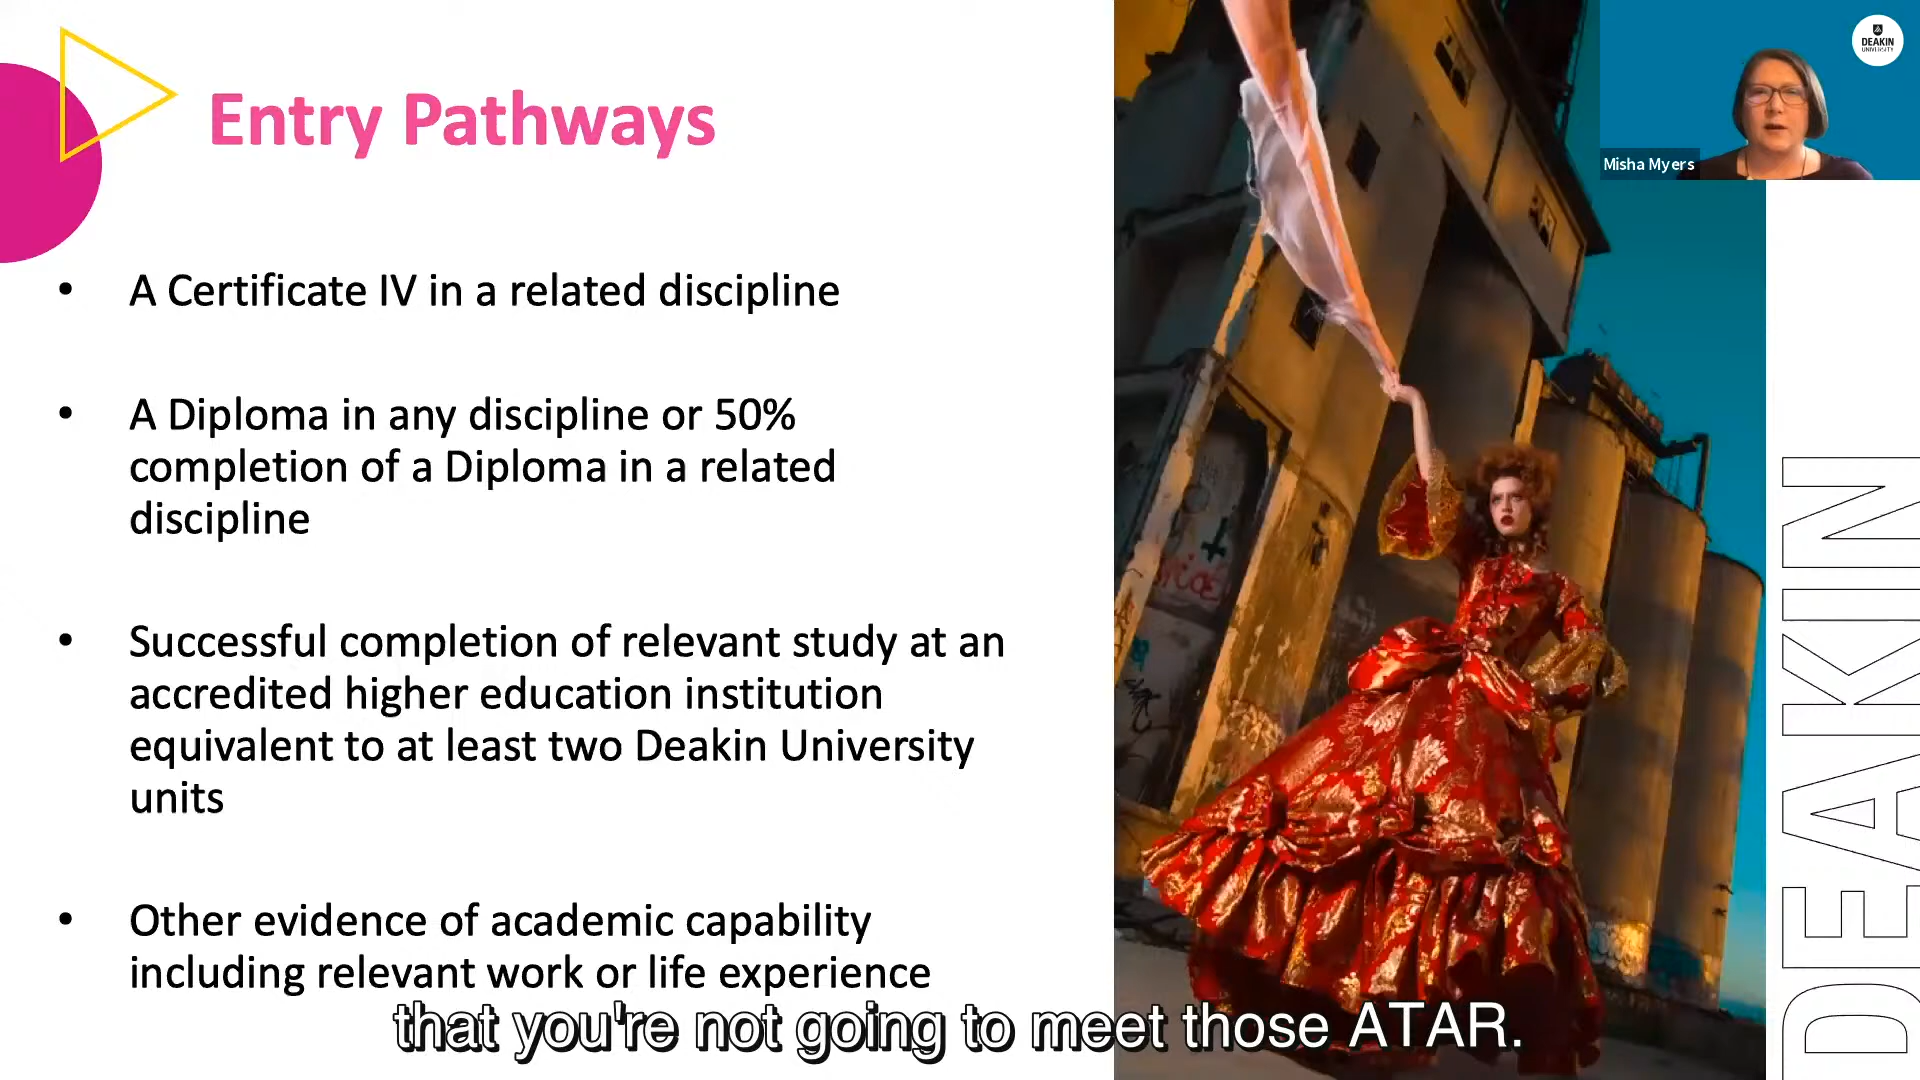 Entry Pathways
• A Certificate IV in a related discipline
• A Diploma in any discipline or 50%
completion of a Diploma in a related
discipline
• Successful completion of relevant study at an
accredited higher education institution
equivalent to at least two Deakin University
units
• Other evidence of academic capability
including relevant work or life experience
that you're not going to meet those ATAR.
DEAKIN
UNIVERSITY
Misha Myers
DEAKIN